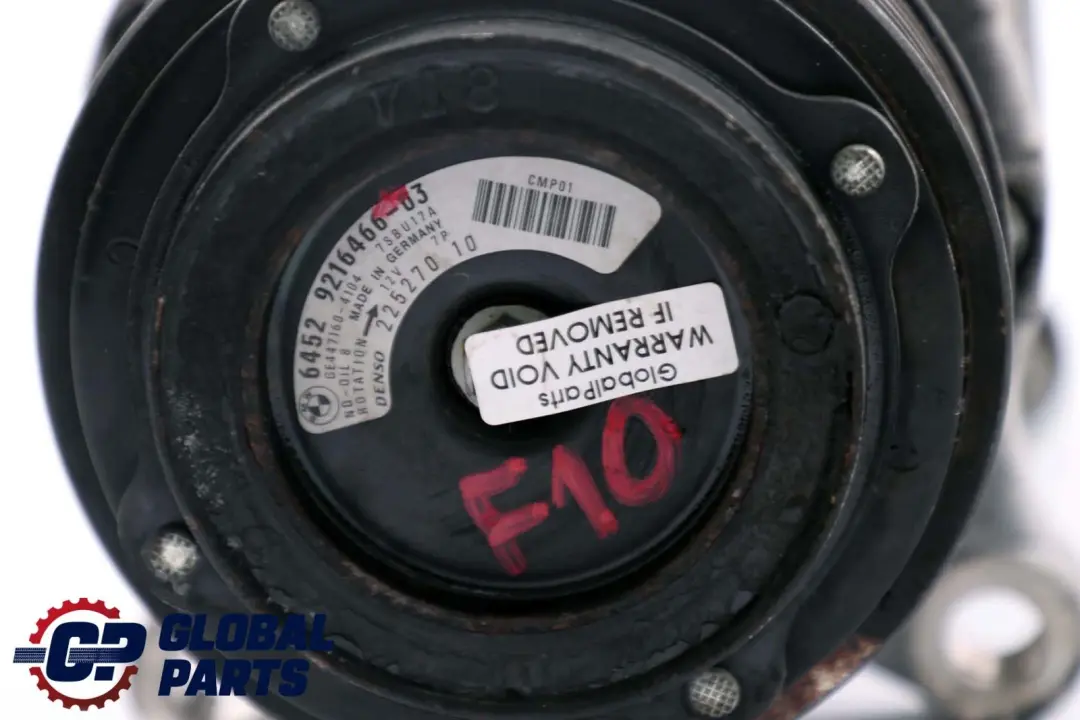 CMP01
6452 9216466-03
GE447160-4104 7SBU17A
ND-OIL 8 MADE IN GERMANY
ROTATION 12V 7P
DENSO 225270 10
GlobalParts
WARRANTY VOID
IF REMOVED
F10
GP GLOBAL
PARTS